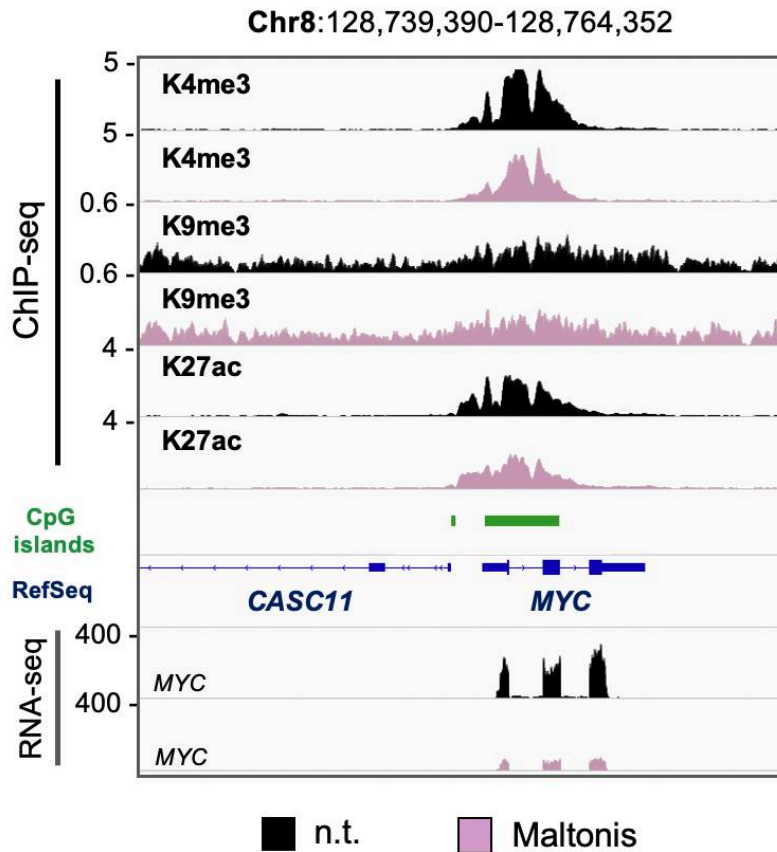 Chr8:128,739,390-128,764,352
5 -
K4me3
5 -
K4me3
0.6 -
K9me3
0.6 -
K9me3
4 -
K27ac
4 -
K27ac
ChIP-seq
CpG
islands
RefSeq
CASC11 MYC
400 -
MYC
400 -
MYC
RNA-seq
n.t. Maltonis